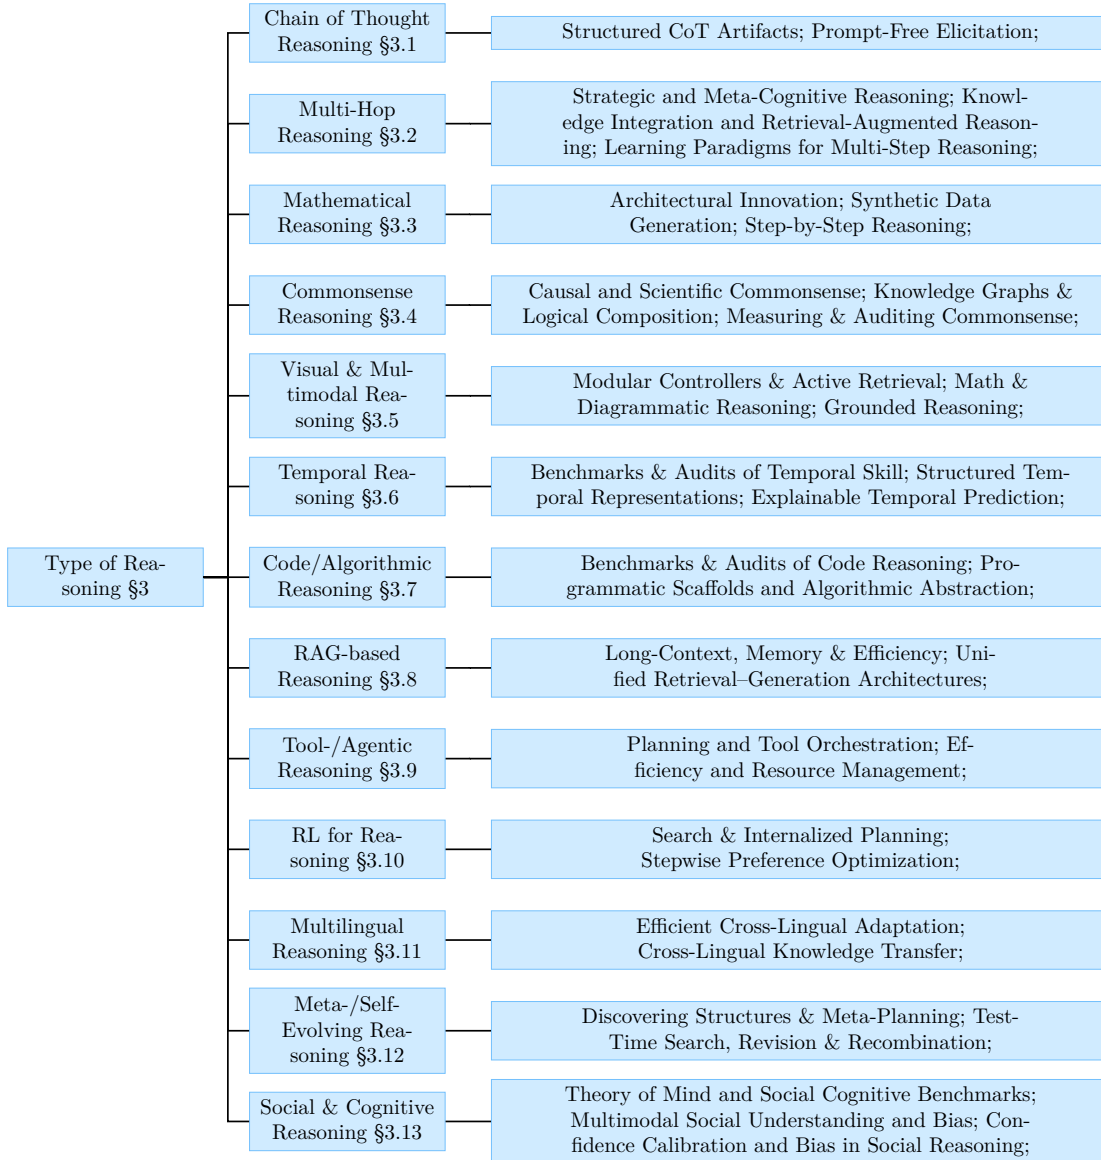 Chain of Thought
Reasoning §3.1
Structured CoT Artifacts; Prompt-Free Elicitation;
Multi-Hop
Reasoning §3.2
Strategic and Meta-Cognitive Reasoning; Knowl-
edge Integration and Retrieval-Augmented Reason-
ing; Learning Paradigms for Multi-Step Reasoning;
Mathematical
Reasoning §3.3
Architectural Innovation; Synthetic Data
Generation; Step-by-Step Reasoning;
Commonsense
Reasoning §3.4
Causal and Scientific Commonsense; Knowledge Graphs &
Logical Composition; Measuring & Auditing Commonsense;
Visual & Mul-
timodal Rea-
soning §3.5
Modular Controllers & Active Retrieval; Math &
Diagrammatic Reasoning; Grounded Reasoning;
Temporal Rea-
soning §3.6
Benchmarks & Audits of Temporal Skill; Structured Tem-
poral Representations; Explainable Temporal Prediction;
Type of Rea-
soning §3
Code/Algorithmic
Reasoning §3.7
Benchmarks & Audits of Code Reasoning; Pro-
grammatic Scaffolds and Algorithmic Abstraction;
RAG-based
Reasoning §3.8
Long-Context, Memory & Efficiency; Uni-
fied Retrieval–Generation Architectures;
Tool-/Agentic
Reasoning §3.9
Planning and Tool Orchestration; Ef-
ficiency and Resource Management;
RL for Rea-
soning §3.10
Search & Internalized Planning;
Stepwise Preference Optimization;
Multilingual
Reasoning §3.11
Efficient Cross-Lingual Adaptation;
Cross-Lingual Knowledge Transfer;
Meta-/Self-
Evolving Rea-
soning §3.12
Discovering Structures & Meta-Planning; Test-
Time Search, Revision & Recombination;
Social & Cognitive
Reasoning §3.13
Theory of Mind and Social Cognitive Benchmarks;
Multimodal Social Understanding and Bias; Con-
fidence Calibration and Bias in Social Reasoning;